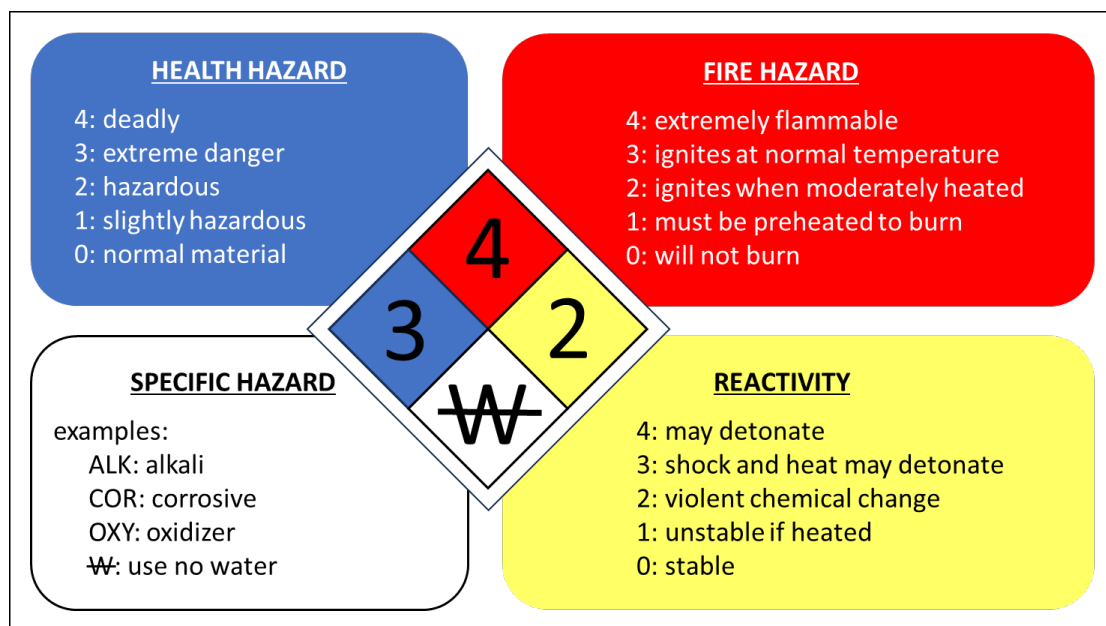 HEALTH HAZARD
4: deadly
3: extreme danger
2: hazardous
1: slightly hazardous
0: normal material
FIRE HAZARD
4: extremely flammable
3: ignites at normal temperature
2: ignites when moderately heated
1: must be preheated to burn
0: will not burn
4
3
2
W̶
SPECIFIC HAZARD
examples:
ALK: alkali
COR: corrosive
OXY: oxidizer
W̶: use no water
REACTIVITY
4: may detonate
3: shock and heat may detonate
2: violent chemical change
1: unstable if heated
0: stable